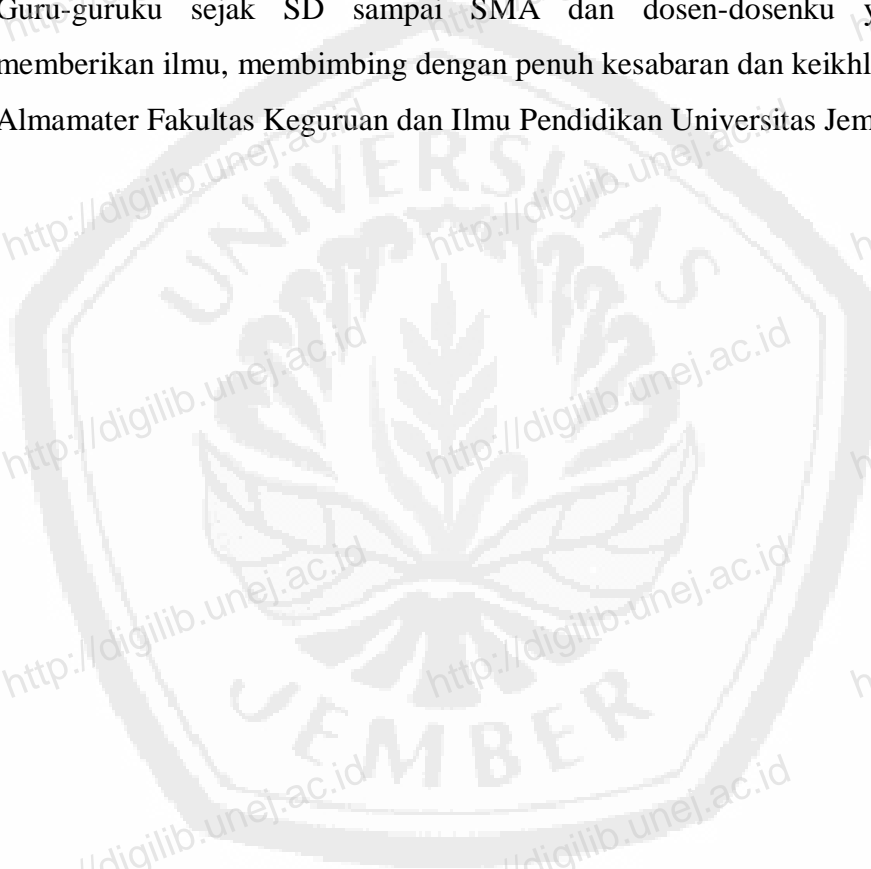 Guru-guruku sejak SD sampai SMA dan dosen-dosenku
memberikan ilmu, membimbing dengan penuh kesabaran dan
Almamater Fakultas Keguruan dan Ilmu Pendidikan Universitas
UNIVERSITAS
JEMBER
http://digilib.unej.ac.id
http://digilib.unej.ac.id
http://digilib.unej.ac.id
http://digilib.unej.ac.id
http://digilib.unej.ac.id
http://digilib.unej.ac.id